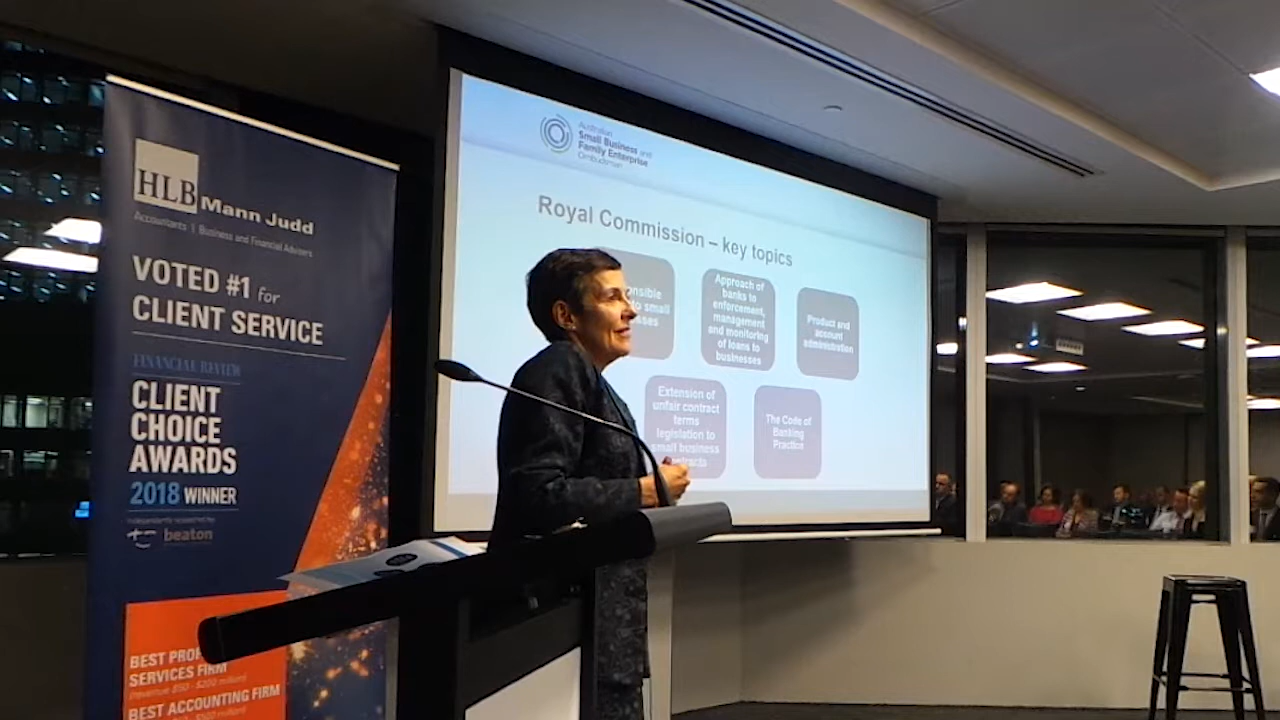 HLB
Mann Judd
Accountants | Business and Financial Advisers
VOTED #1 for
CLIENT SERVICE
FINANCIAL REVIEW
CLIENT
CHOICE
AWARDS
2018 WINNER
beaton
BEST
SERVICES FIRM
BEST ACCOUNTING FIRM
Australian
Small Business and
Family Enterprise
Ombudsman
Royal Commission – key topics
Approach of
banks to
enforcement,
management
and monitoring
of loans to
businesses
Product and
account
administration
Extension of
unfair contract
terms
legislation to
small business
The Code of
Banking
Practice